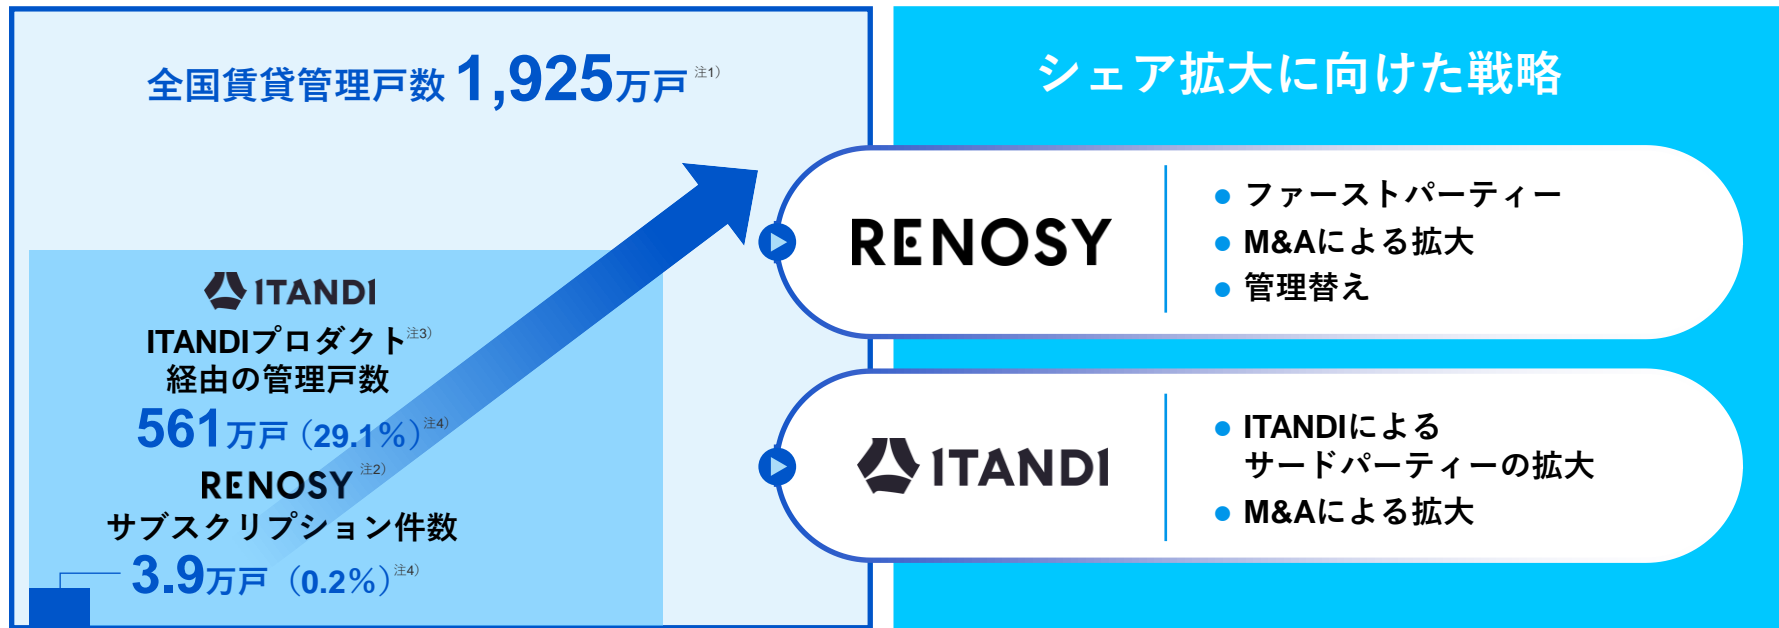 全国賃貸管理戸数 1,925万戸 注1）
ITANDI
ITANDIプロダクト注3）
経由の管理戸数
561万戸（29.1％）注4）
RENOSY 注2）
サブスクリプション件数
3.9万戸（0.2％）注4）
シェア拡大に向けた戦略
RENOSY
ファーストパーティー
M&Aによる拡大
管理替え
ITANDI
ITANDIによる
サードパーティーの拡大
M&Aによる拡大